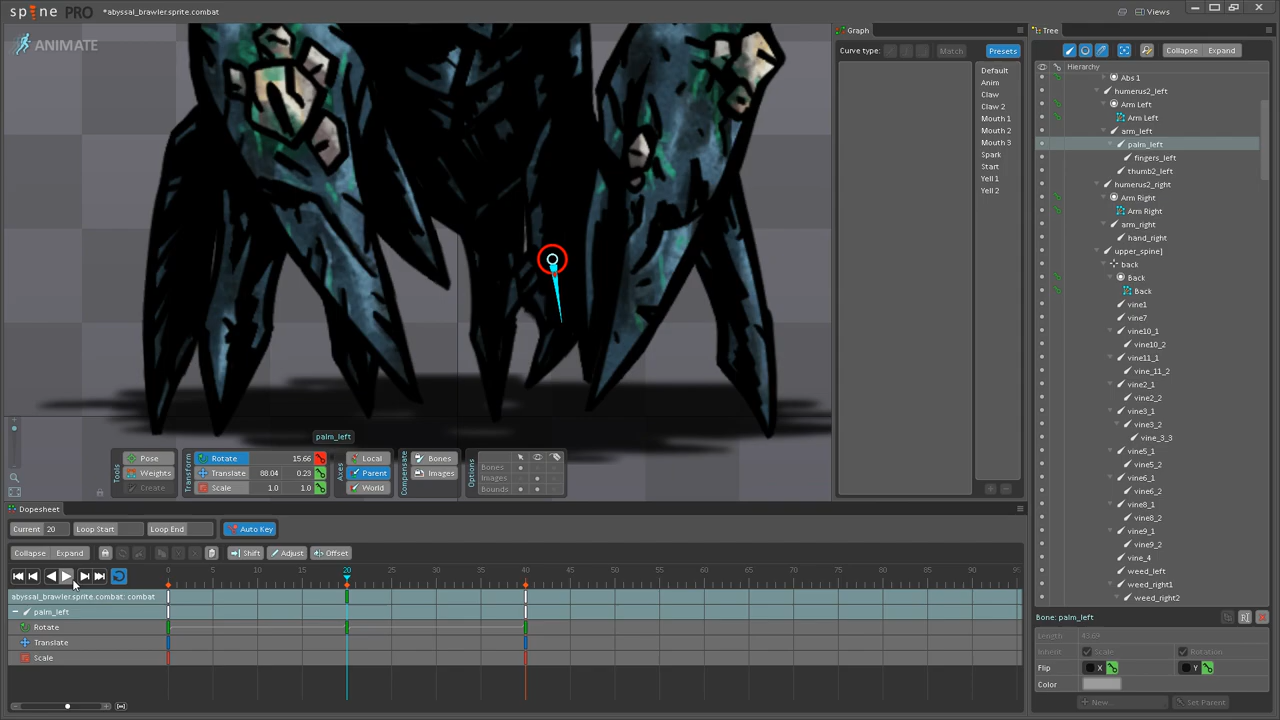 spine PRO *abyssal_brawler.sprite.combat Views
ANIMATE
Graph
Curve type: Match Presets
Default
Anim
Claw
Claw 2
Mouth 1
Mouth 2
Mouth 3
Spark
Start
Yell 1
Yell 2
Tree
Collapse Expand
Hierarchy
Abs 1
humerus2_left
Arm Left
Arm Left
arm_left
palm_left
fingers_left
thumb2_left
humerus2_right
Arm Right
Arm Right
arm_right
hand_right
upper_spine
back
Back
Back
vine1
vine7
vine10_1
vine10_2
vine11_1
vine_11_2
vine2_1
vine2_2
vine3_1
vine3_2
vine_3_3
vine5_1
vine5_2
vine6_1
vine6_2
vine8_1
vine8_2
vine9_1
vine9_2
vine_4
weed_left
weed_right1
weed_right2
Bone: palm_left
Length 43.69
Inherit Scale Rotation
Flip X Y
Color
New... Set Parent
palm_left
Tools
Pose
Weights
Create
Transform
Rotate 15.66
Translate 88.04 0.23
Scale 1.0 1.0
Axes
Local
Parent
World
Compensate
Bones
Images
Options
Bones
Images
Bounds
Dopesheet
Current 20 Loop Start Loop End Auto Key
Collapse Expand Shift Adjust Offset
0 5 10 15 20 25 30 35 40 45 50 55 60 65 70 75 80 85 90 95
abyssal_brawler.sprite.combat: combat
palm_left
Rotate
Translate
Scale